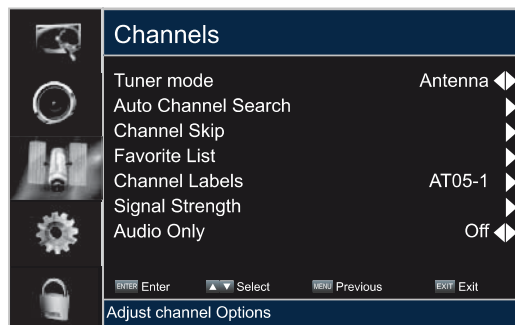 Channels
Tuner mode Antenna
Auto Channel Search
Channel Skip
Favorite List
Channel Labels AT05-1
Signal Strength
Audio Only Off
ENTER Enter Select MENU Previous EXIT Exit
Adjust channel Options